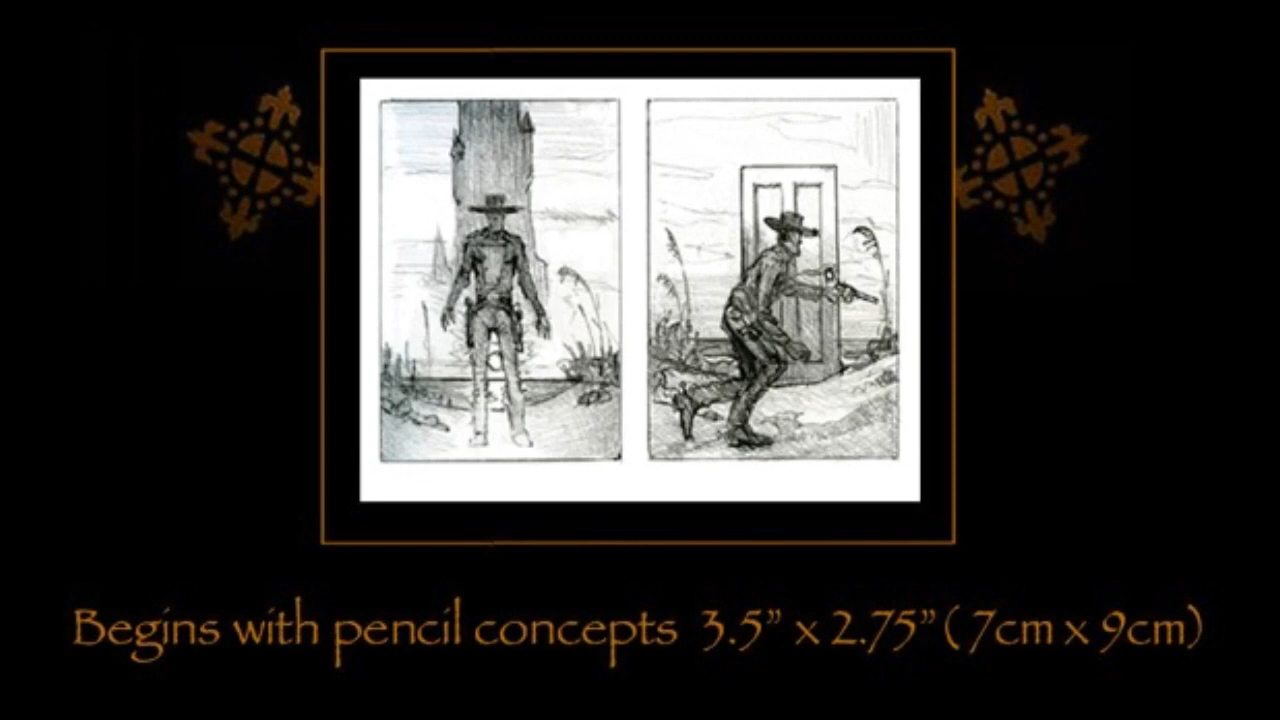 Begins with pencil concepts 3.5” x 2.75” (7cm x 9cm)